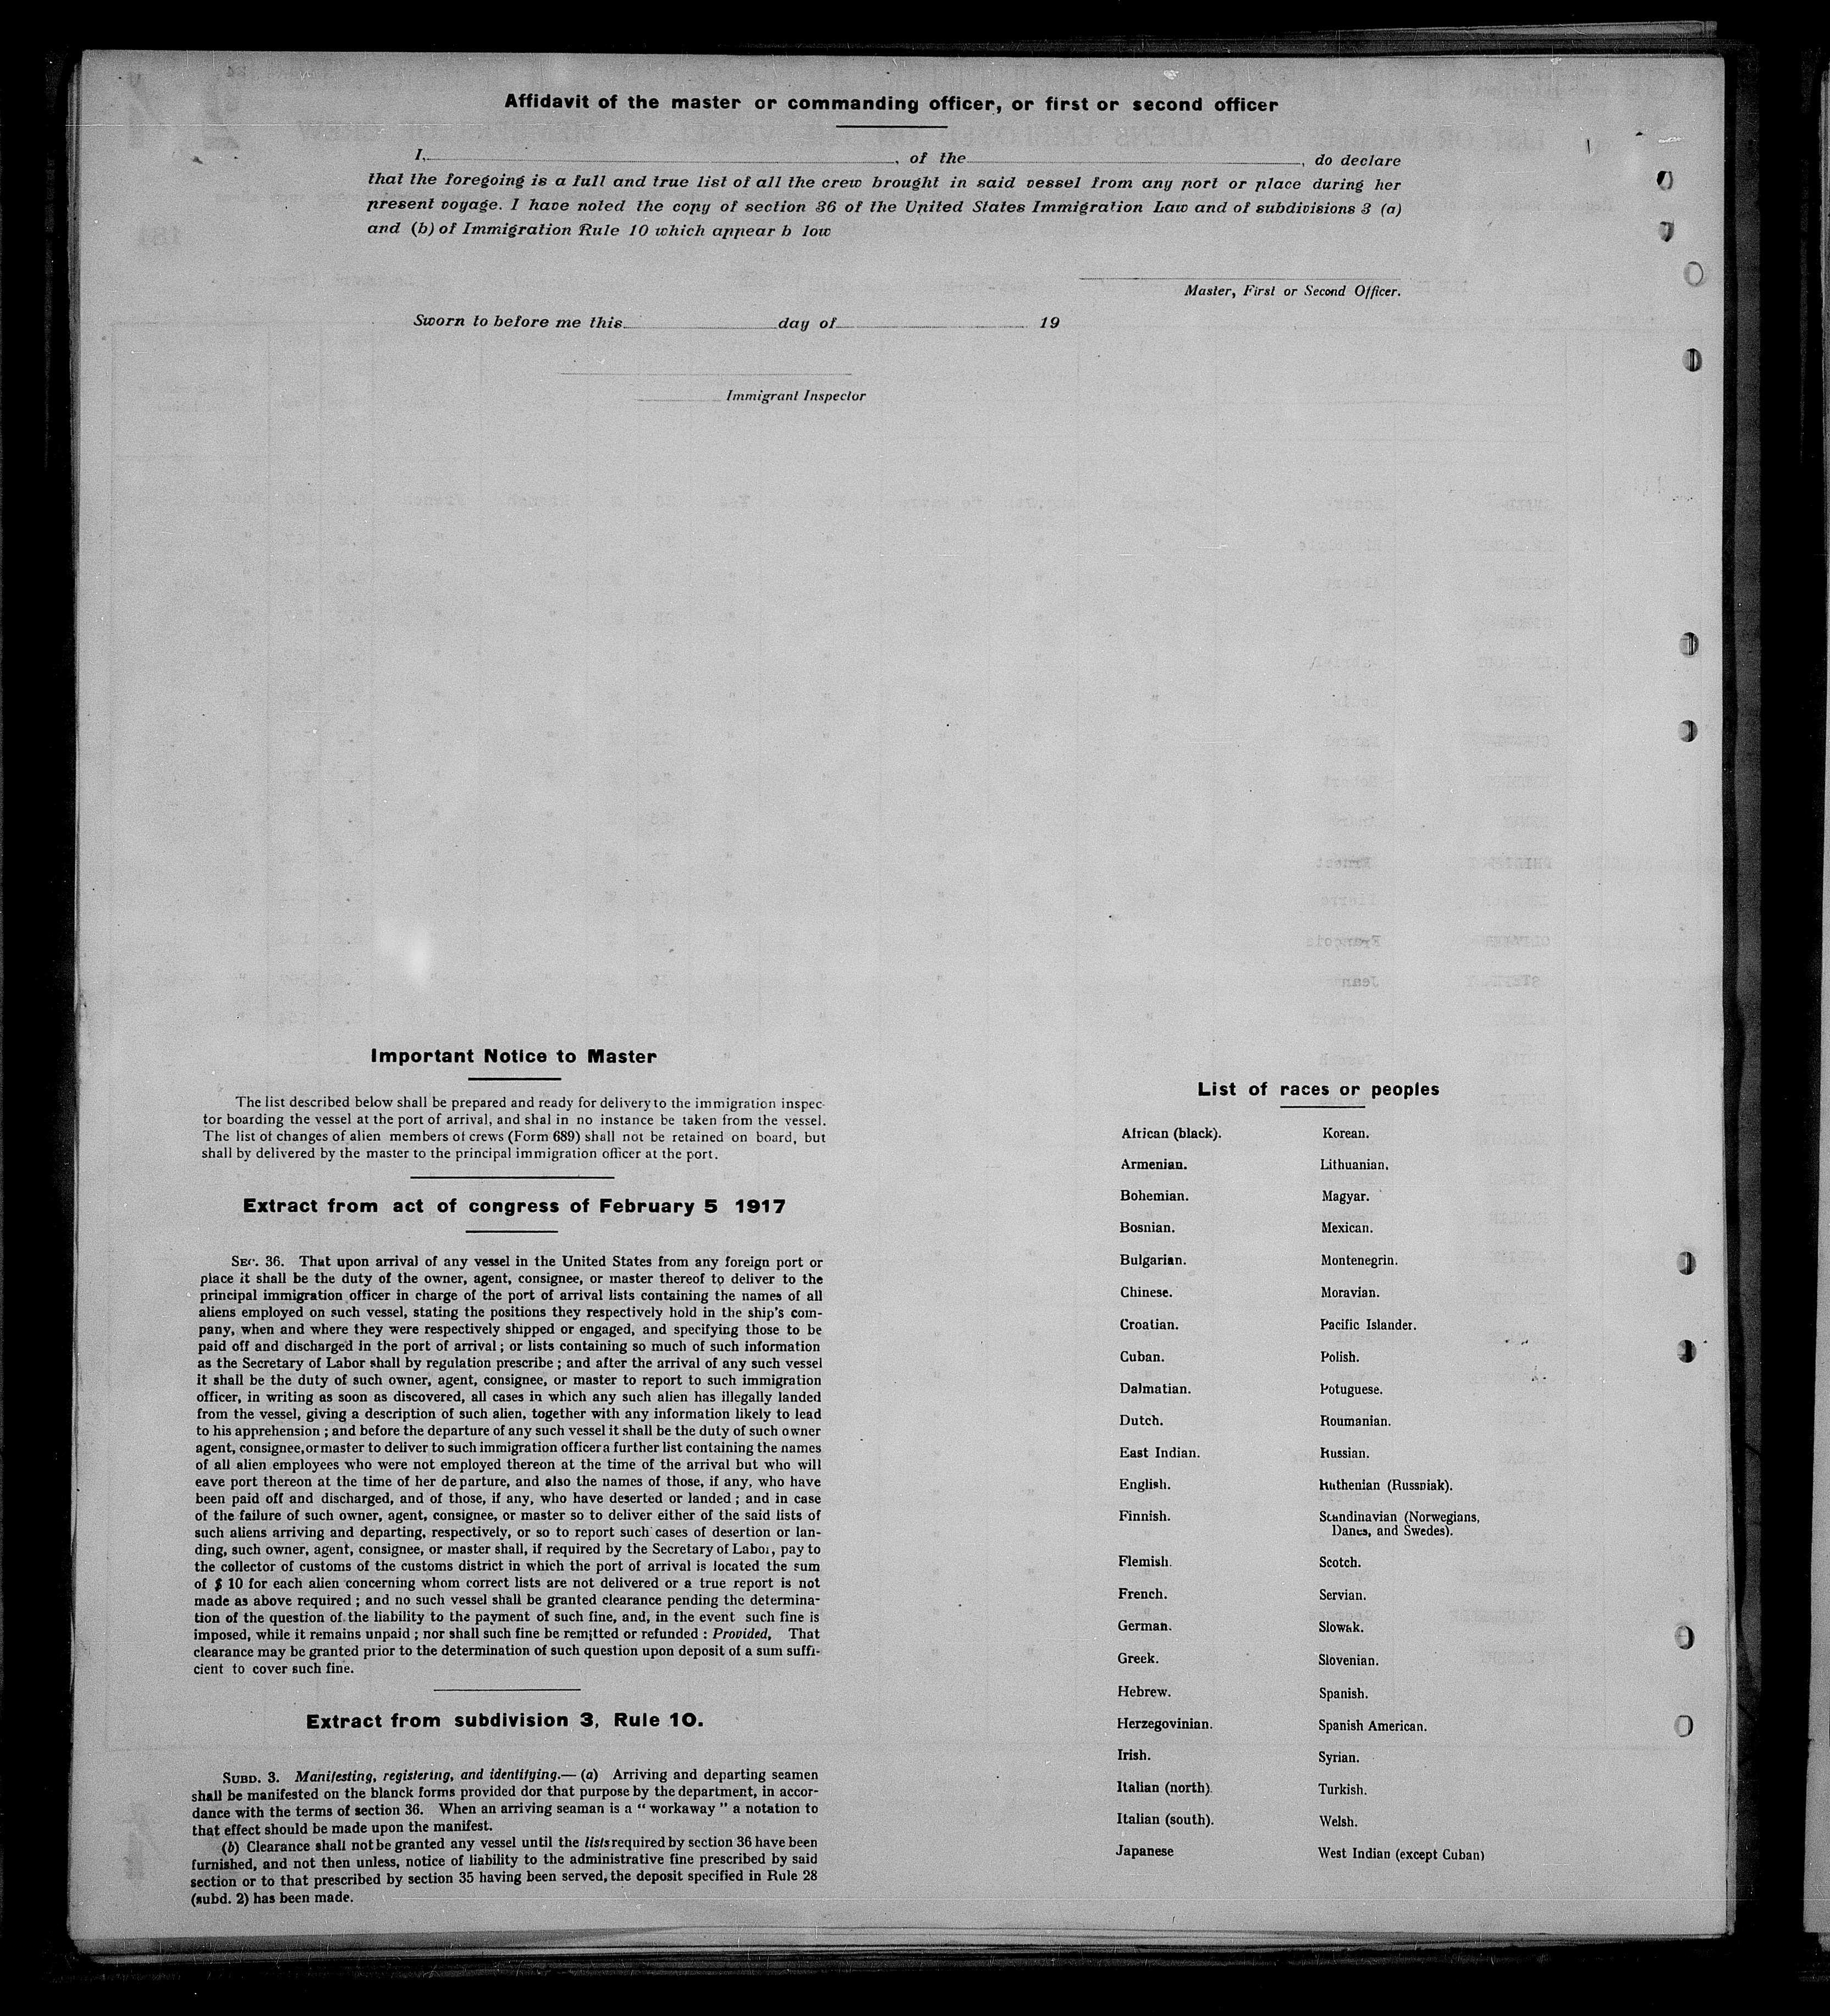 Affidavit of the master or commanding officer, or first or second officer
I, , of the , do declare
that the foregoing is a full and true list of all the crew brought in said vessel from any port or place during her
present voyage. I have noted the copy of section 36 of the United States Immigration Law and of subdivisions 3 (a)
and (b) of Immigration Rule 10 which appear b low
Master, First or Second Officer.
Sworn to before me this day of 19
Immigrant Inspector
Important Notice to Master
The list described below shall be prepared and ready for delivery to the immigration inspec-
tor boarding the vessel at the port of arrival, and shal in no instance be taken from the vessel.
The list of changes of alien members of crews (Form 689) shall not be retained on board, but
shall by delivered by the master to the principal immigration officer at the port.
Extract from act of congress of February 5 1917
SEC. 36. That upon arrival of any vessel in the United States from any foreign port or
place it shall be the duty of the owner, agent, consignee, or master thereof to deliver to the
principal immigration officer in charge of the port of arrival lists containing the names of all
aliens employed on such vessel, stating the positions they respectively hold in the ship's com-
pany, when and where they were respectively shipped or engaged, and specifying those to be
paid off and discharged in the port of arrival ; or lists containing so much of such information
as the Secretary of Labor shall by regulation prescribe ; and after the arrival of any such vessel
it shall be the duty of such owner, agent, consignee, or master to report to such immigration
officer, in writing as soon as discovered, all cases in which any such alien has illegally landed
from the vessel, giving a description of such alien, together with any information likely to lead
to his apprehension ; and before the departure of any such vessel it shall be the duty of such owner
agent, consignee, or master to deliver to such immigration officer a further list containing the names
of all alien employees who were not employed thereon at the time of the arrival but who will
eave port thereon at the time of her departure, and also the names of those, if any, who have
been paid off and discharged, and of those, if any, who have deserted or landed ; and in case
of the failure of such owner, agent, consignee, or master so to deliver either of the said lists of
such aliens arriving and departing, respectively, or so to report such cases of desertion or lan-
ding, such owner, agent, consignee, or master shall, if required by the Secretary of Labor, pay to
the collector of customs of the customs district in which the port of arrival is located the sum
of $ 10 for each alien concerning whom correct lists are not delivered or a true report is not
made as above required ; and no such vessel shall be granted clearance pending the determina-
tion of the question of the liability to the payment of such fine, and, in the event such fine is
imposed, while it remains unpaid ; nor shall such fine be remitted or refunded : Provided, That
clearance may be granted prior to the determination of such question upon deposit of a sum suffi-
cient to cover such fine.
Extract from subdivision 3, Rule 10.
SUBD. 3. Manifesting, registering, and identifying.— (a) Arriving and departing seamen
shall be manifested on the blanck forms provided dor that purpose by the department, in accor-
dance with the terms of section 36. When an arriving seaman is a " workaway " a notation to
that effect should be made upon the manifest.
(b) Clearance shall not be granted any vessel until the lists required by section 36 have been
furnished, and not then unless, notice of liability to the administrative fine prescribed by said
section or to that prescribed by section 35 having been served, the deposit specified in Rule 28
(subd. 2) has been made.
List of races or peoples
African (black). Korean.
Armenian. Lithuanian.
Bohemian. Magyar.
Bosnian. Mexican.
Bulgarian. Montenegrin.
Chinese. Moravian.
Croatian. Pacific Islander.
Cuban. Polish.
Dalmatian. Potuguese.
Dutch. Roumanian.
East Indian. Russian.
English. Ruthenian (Russniak).
Finnish. Scandinavian (Norwegians,
Danes, and Swedes).
Flemish. Scotch.
French. Servian.
German. Slowak.
Greek. Slovenian.
Hebrew. Spanish.
Herzegovinian. Spanish American.
Irish. Syrian.
Italian (north) Turkish.
Italian (south). Welsh.
Japanese West Indian (except Cuban)